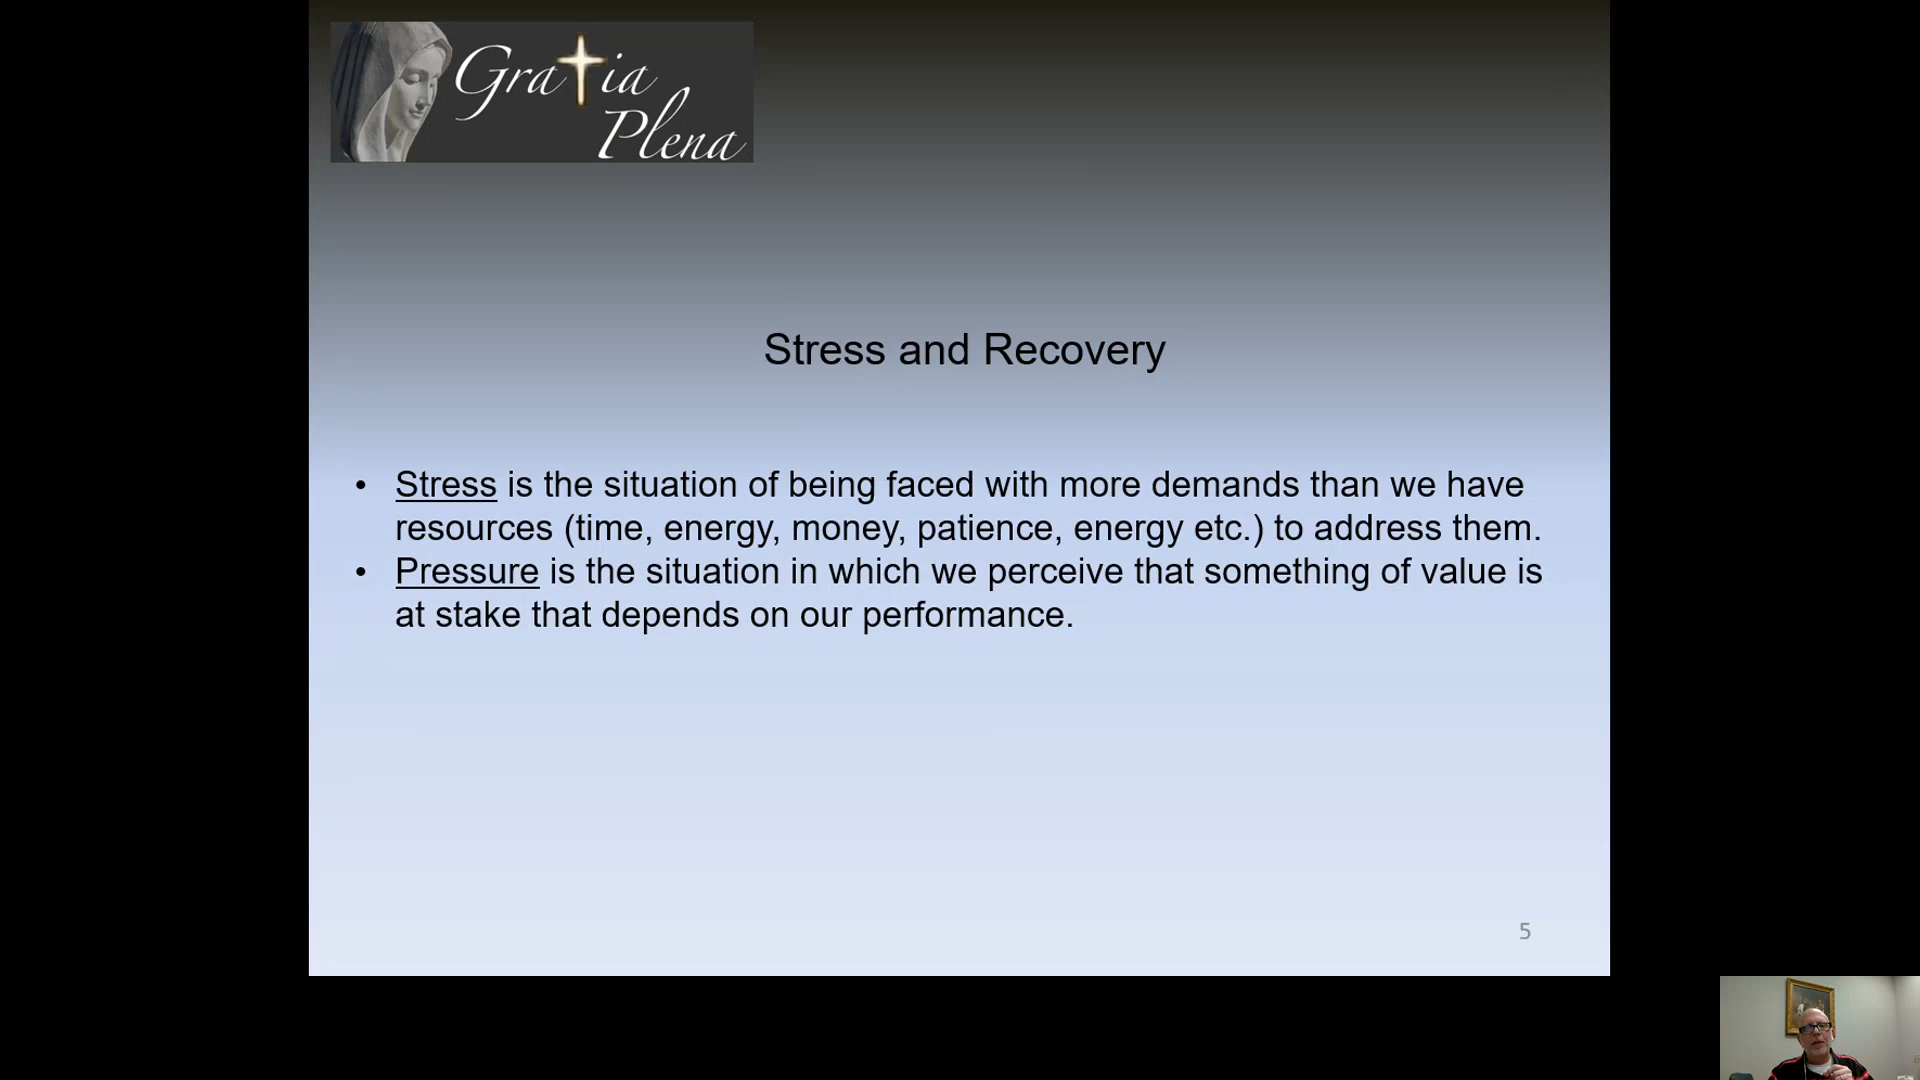 Gratia
Plena
Stress and Recovery
• Stress is the situation of being faced with more demands than we have
resources (time, energy, money, patience, energy etc.) to address them.
• Pressure is the situation in which we perceive that something of value is
at stake that depends on our performance.
5